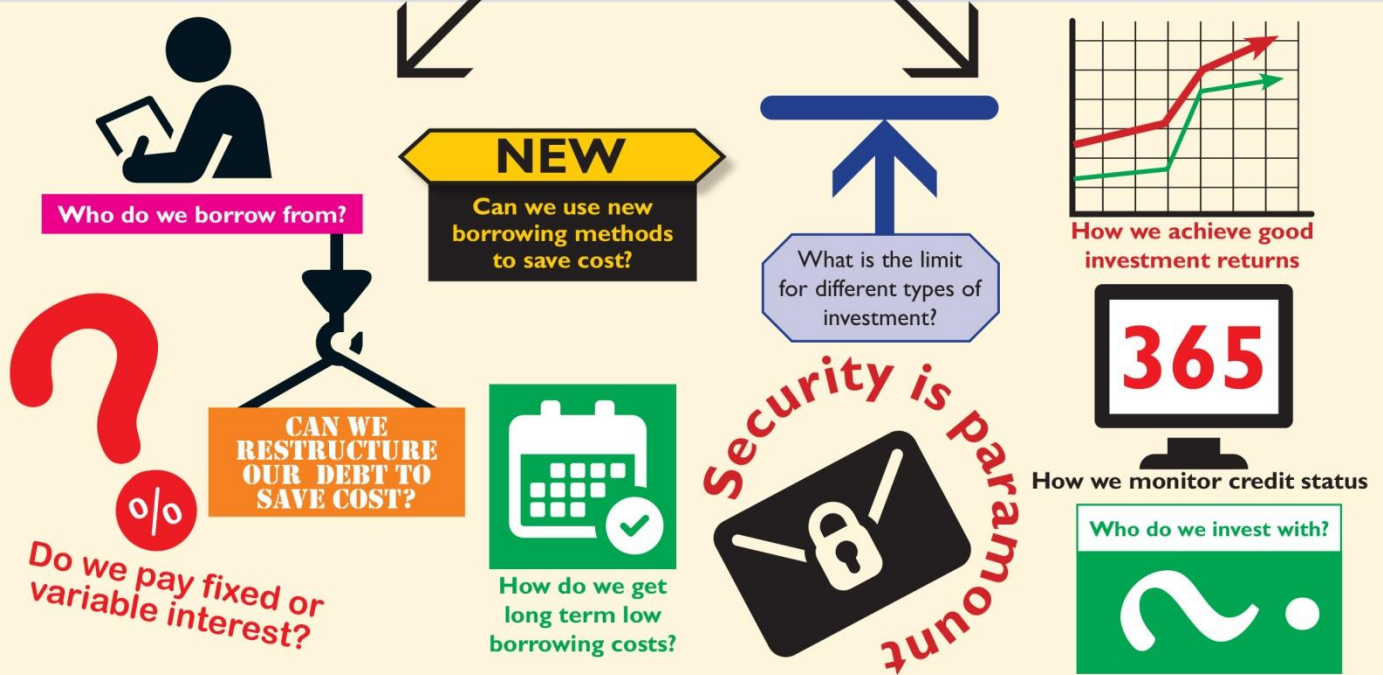 Who do we borrow from?
NEW
Can we use new
borrowing methods
to save cost?
What is the limit
for different types of
investment?
How we achieve good
investment returns
CAN WE
RESTRUCTURE
OUR DEBT TO
SAVE COST?
%
Do we pay fixed or
variable interest?
How do we get
long term low
borrowing costs?
Security is paramount
365
How we monitor credit status
Who do we invest with?
?